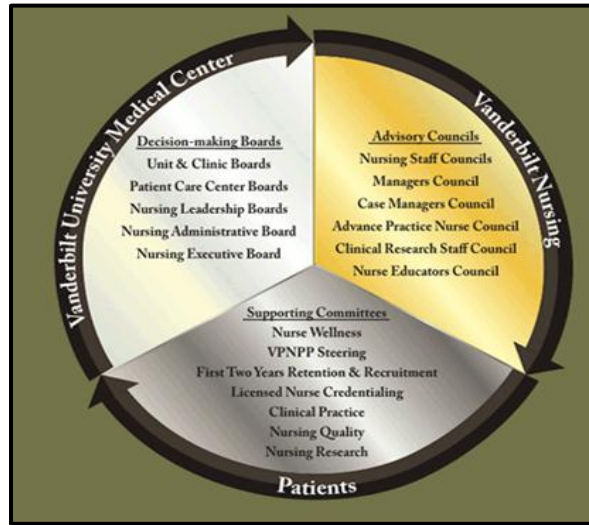 Vanderbilt University Medical Center
Vanderbilt Nursing
Decision-making Boards
Unit & Clinic Boards
Patient Care Center Boards
Nursing Leadership Boards
Nursing Administrative Board
Nursing Executive Board
Advisory Councils
Nursing Staff Councils
Managers Council
Case Managers Council
Advance Practice Nurse Council
Clinical Research Staff Council
Nurse Educators Council
Supporting Committees
Nurse Wellness
VPNPP Steering
First Two Years Retention & Recruitment
Licensed Nurse Credentialing
Clinical Practice
Nursing Quality
Nursing Research
Patients